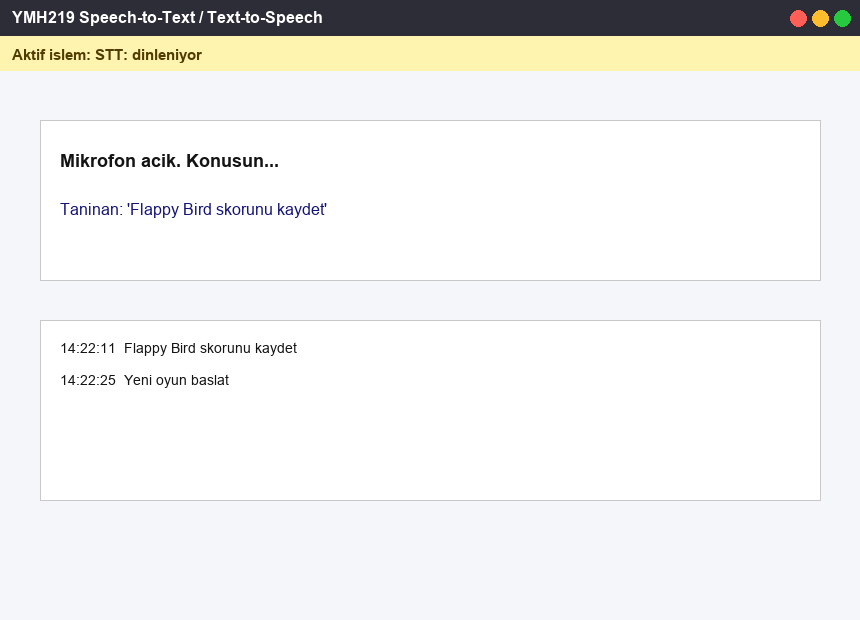 YMH219 Speech-to-Text / Text-to-Speech
Aktif islem: STT: dinleniyor
Mikrofon acik. Konusun...
Taninan: 'Flappy Bird skorunu kaydet'
14:22:11 Flappy Bird skorunu kaydet
14:22:25 Yeni oyun baslat